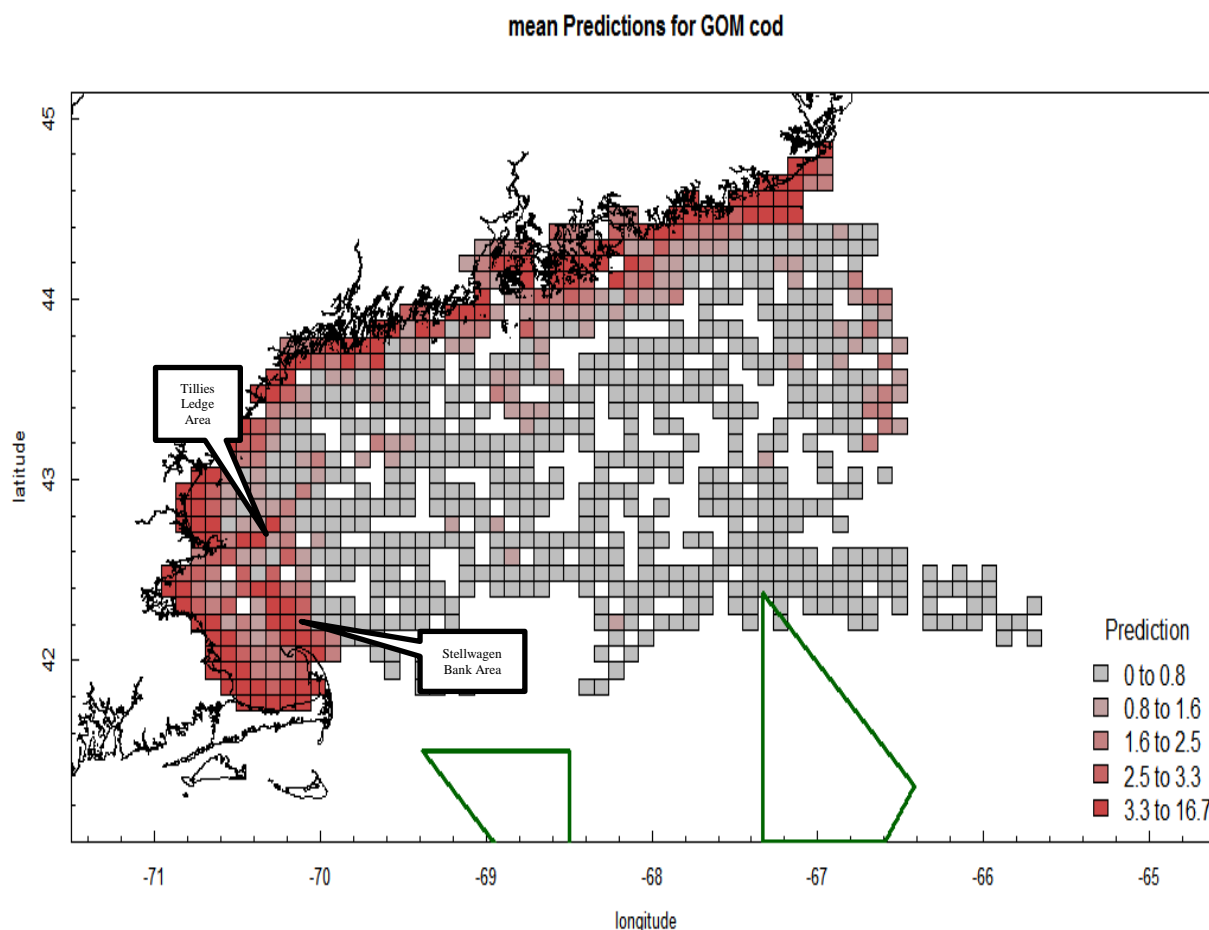 mean Predictions for GOM cod
45
44
43
42
latitude
Tillies
Ledge
Area
Stellwagen
Bank Area
Prediction
0 to 0.8
0.8 to 1.6
1.6 to 2.5
2.5 to 3.3
3.3 to 16.7
-71 -70 -69 -68 -67 -66 -65
longitude